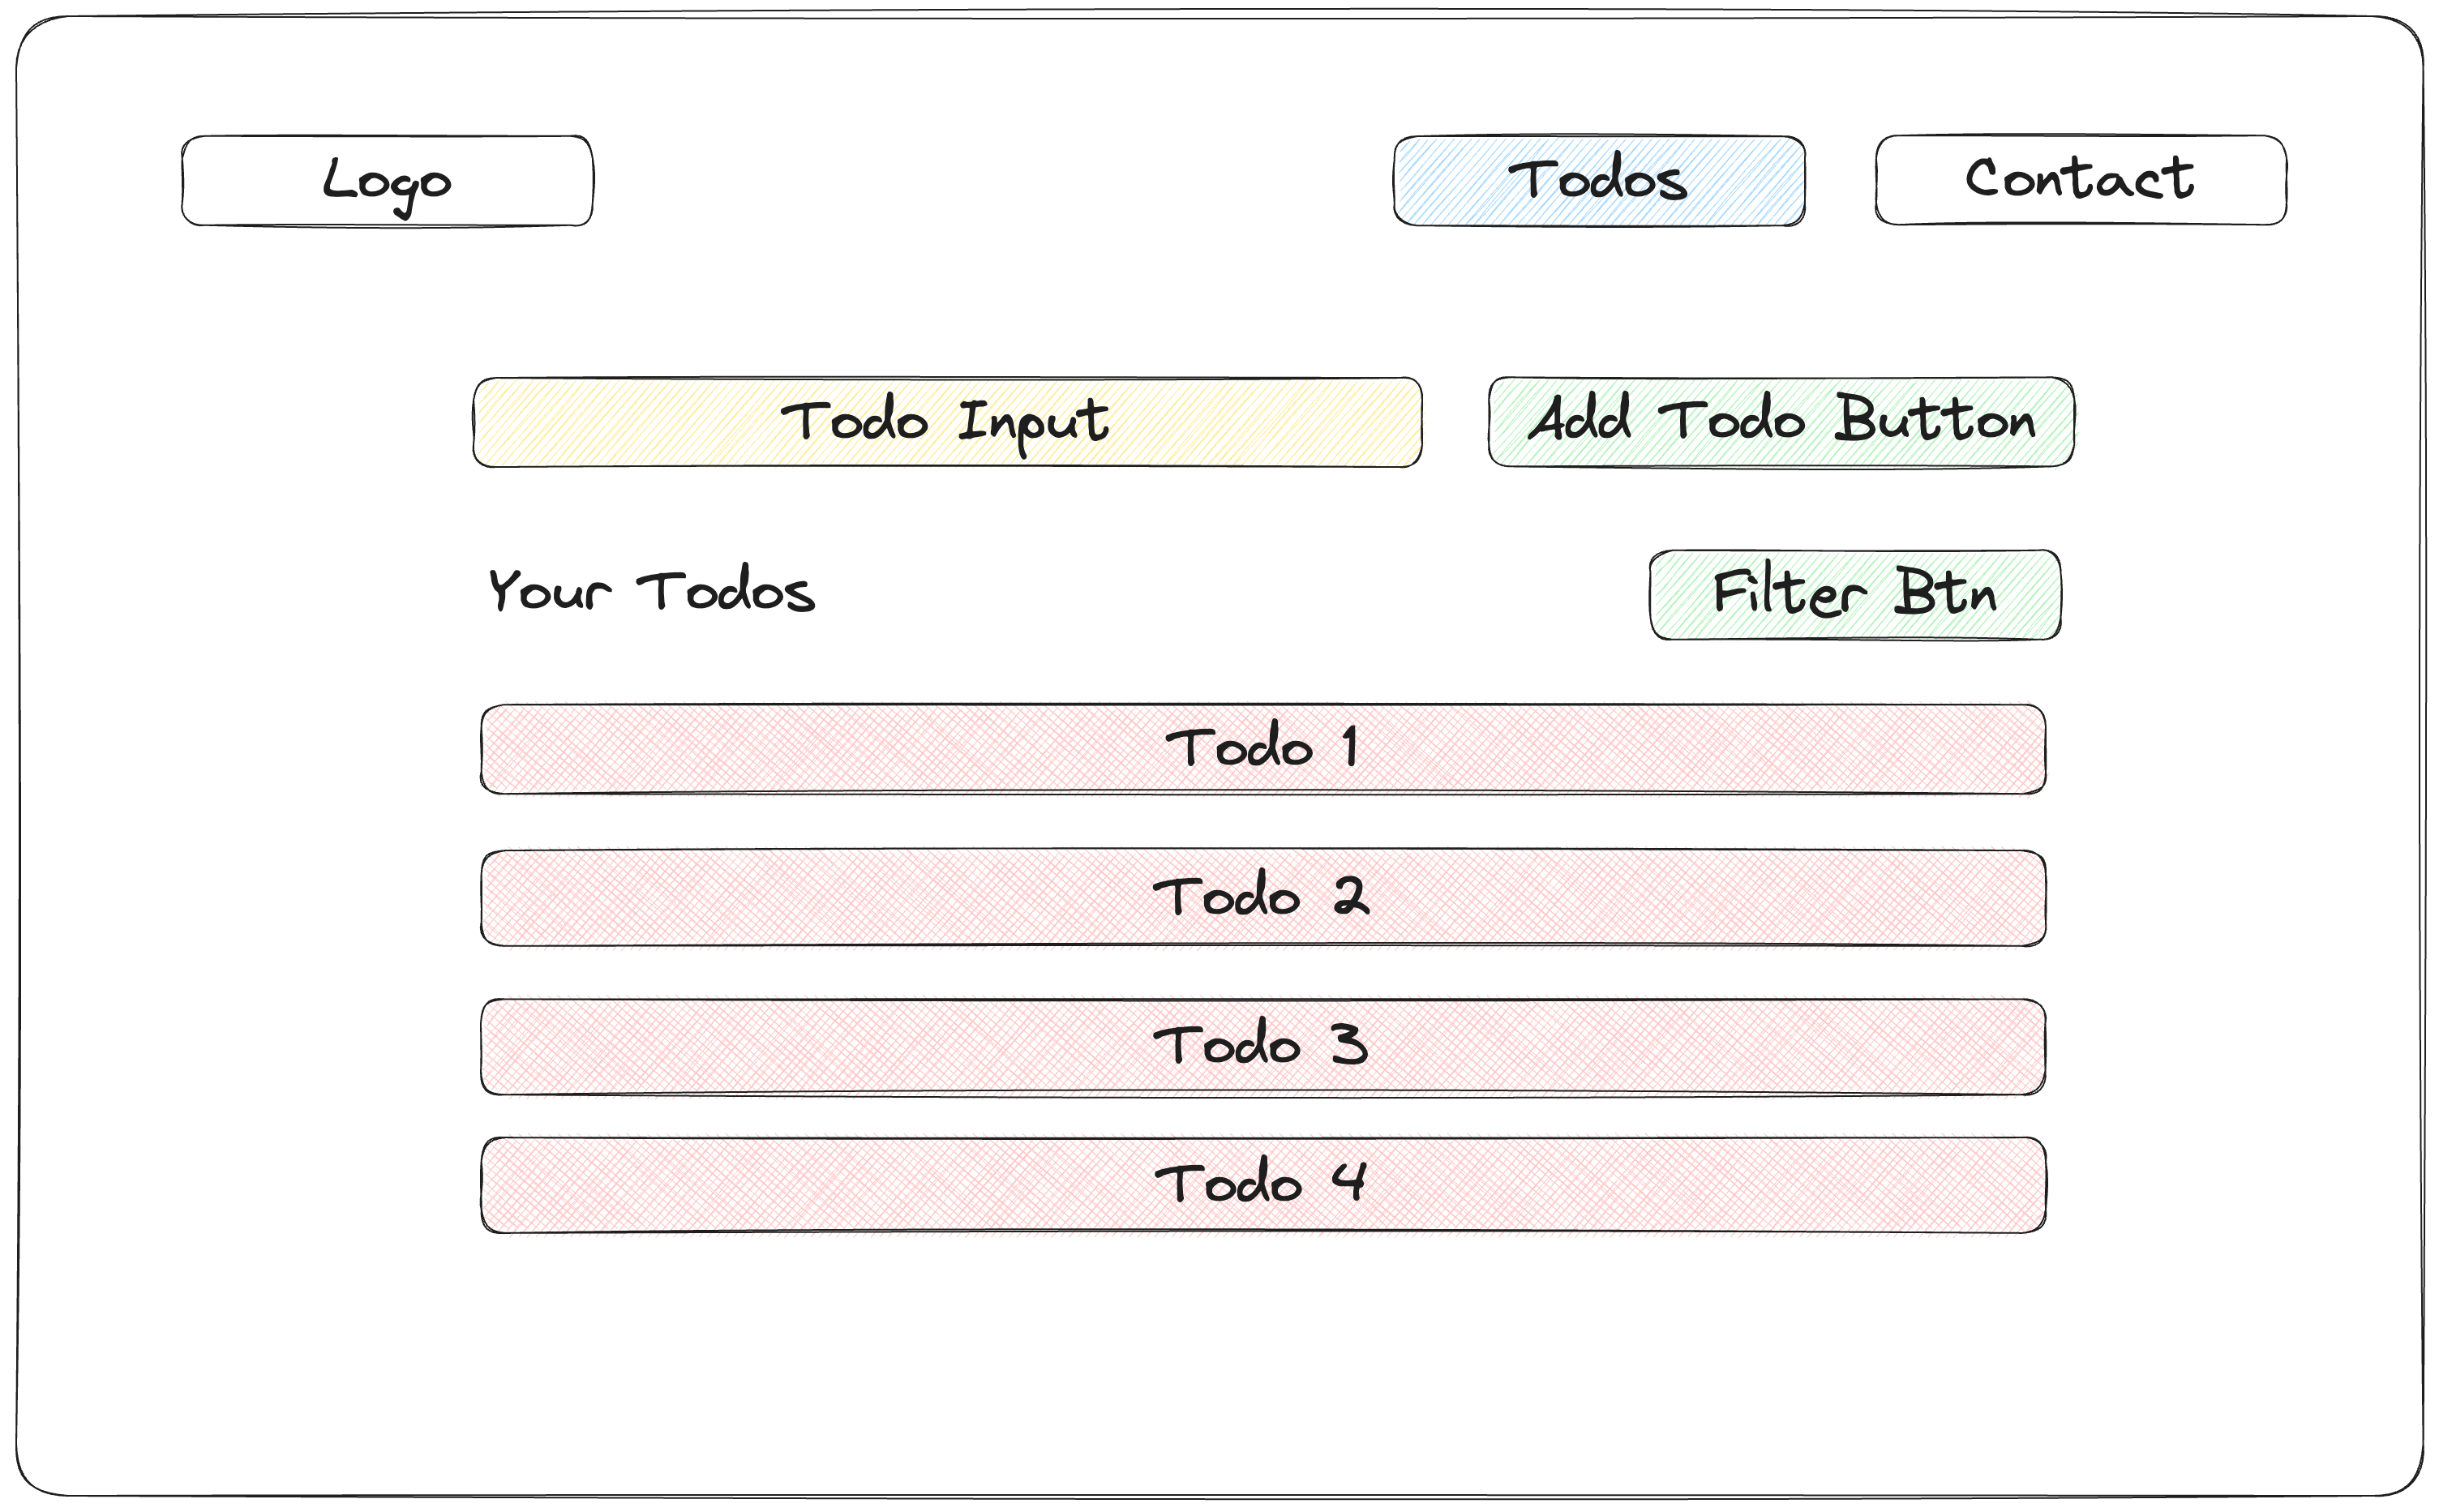 Logo
Todos
Contact
Todo Input
Add Todo Button
Your Todos
Filter Btn
Todo 1
Todo 2
Todo 3
Todo 4